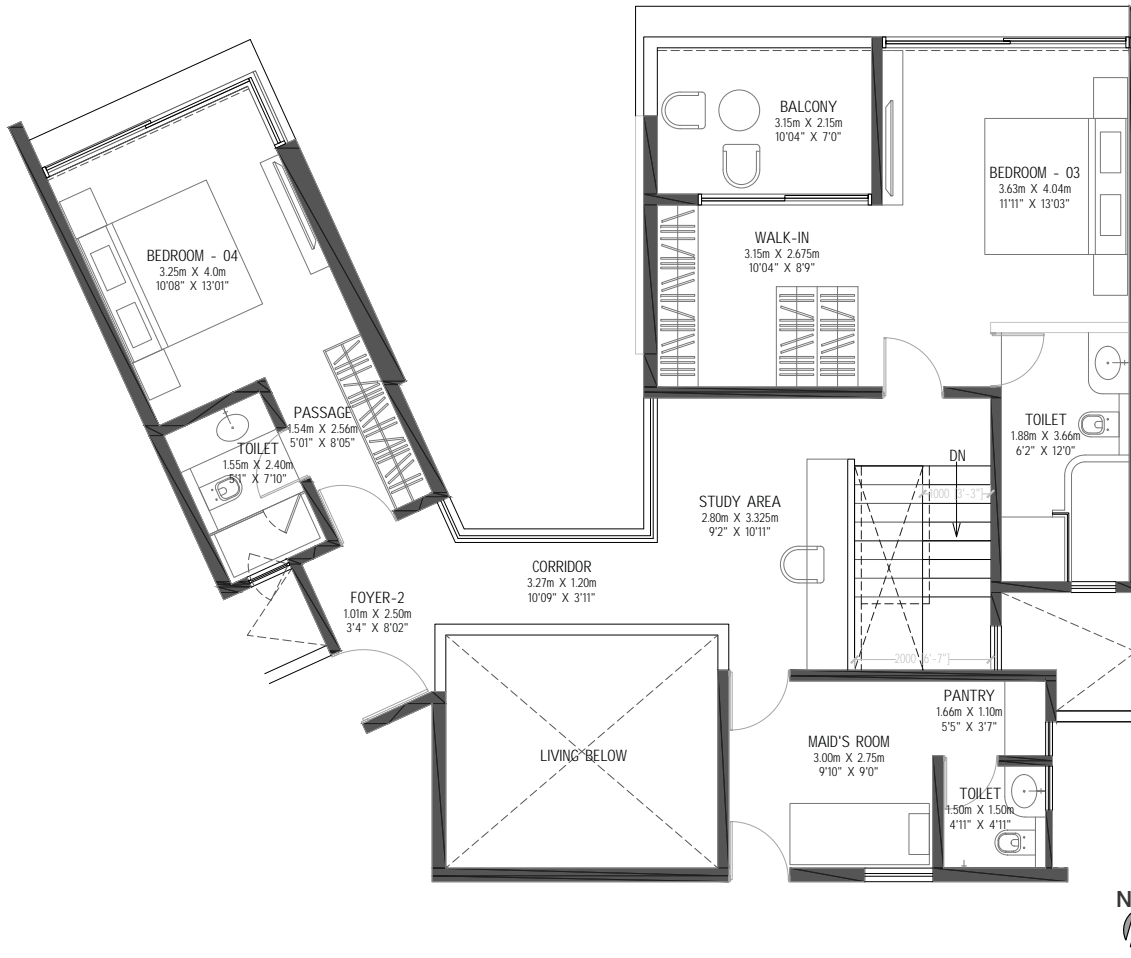 BALCONY
3.15m X 2.15m
10'04" X 7'0"
BEDROOM - 03
3.63m X 4.04m
11'11" X 13'03"
WALK-IN
3.15m X 2.675m
10'04" X 8'9"
BEDROOM - 04
3.25m X 4.0m
10'08" X 13'01"
PASSAGE
1.54m X 2.56m
5'01" X 8'05"
TOILET
1.55m X 2.40m
5'1" X 7'10"
TOILET
1.88m X 3.66m
6'2" X 12'0"
DN
1000 [3'-3"]
STUDY AREA
2.80m X 3.325m
9'2" X 10'11"
CORRIDOR
3.27m X 1.20m
10'09" X 3'11"
FOYER-2
1.01m X 2.50m
3'4" X 8'02"
2000 [6'-7"]
PANTRY
1.66m X 1.10m
5'5" X 3'7"
MAID'S ROOM
3.00m X 2.75m
9'10" X 9'0"
LIVING BELOW
TOILET
1.50m X 1.50m
4'11" X 4'11"
N